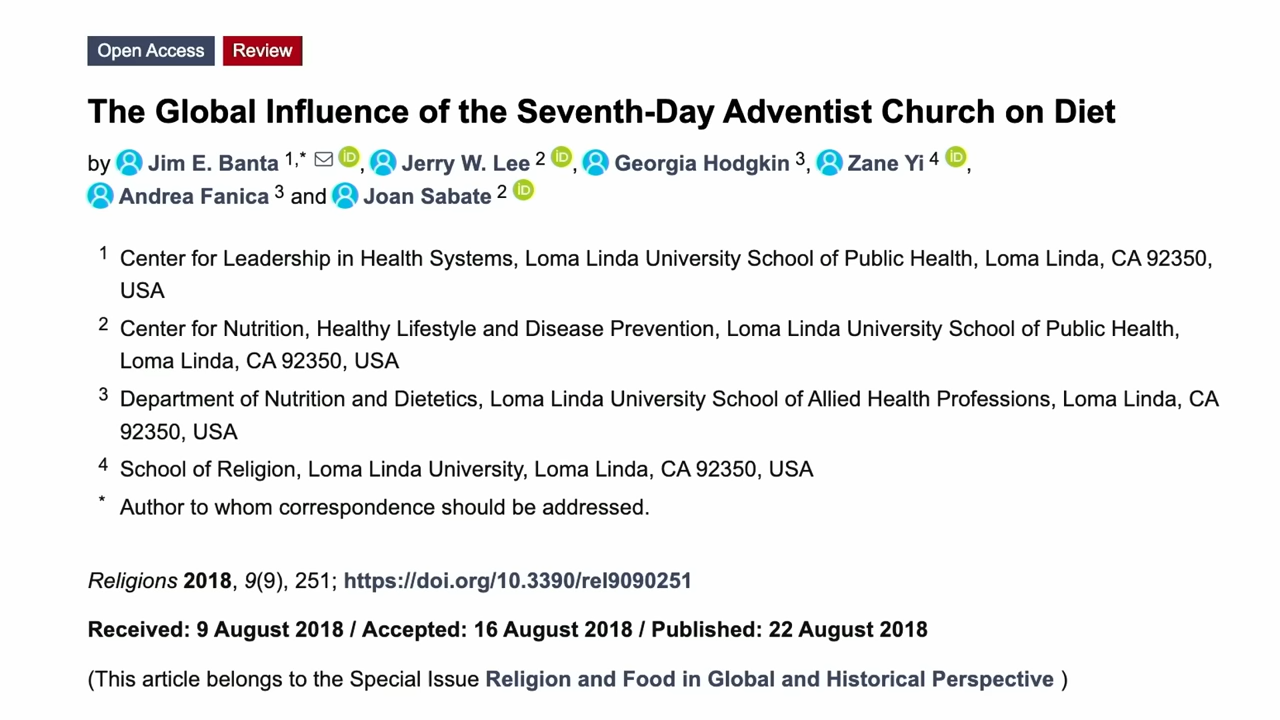 Open Access Review
The Global Influence of the Seventh-Day Adventist Church on Diet
by Jim E. Banta 1,* iD, Jerry W. Lee 2 iD, Georgia Hodgkin 3, Zane Yi 4 iD,
Andrea Fanica 3 and Joan Sabate 2 iD
1 Center for Leadership in Health Systems, Loma Linda University School of Public Health, Loma Linda, CA 92350,
USA
2 Center for Nutrition, Healthy Lifestyle and Disease Prevention, Loma Linda University School of Public Health,
Loma Linda, CA 92350, USA
3 Department of Nutrition and Dietetics, Loma Linda University School of Allied Health Professions, Loma Linda, CA
92350, USA
4 School of Religion, Loma Linda University, Loma Linda, CA 92350, USA
* Author to whom correspondence should be addressed.
Religions 2018, 9(9), 251; https://doi.org/10.3390/rel9090251
Received: 9 August 2018 / Accepted: 16 August 2018 / Published: 22 August 2018
(This article belongs to the Special Issue Religion and Food in Global and Historical Perspective )